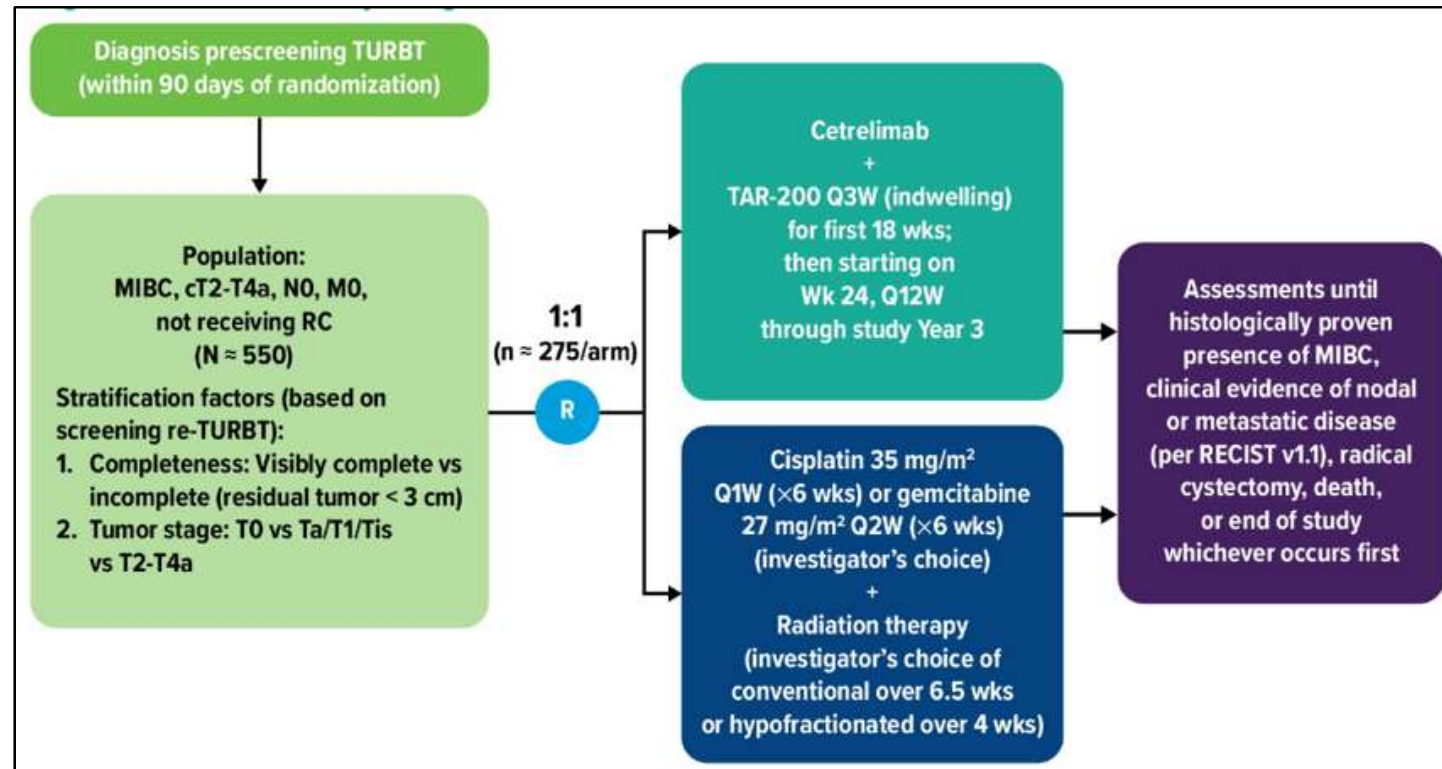 Diagnosis prescreening TURBT
(within 90 days of randomization)
Population:
MIBC, cT2-T4a, N0, M0,
not receiving RC
(N ≈ 550)
Stratification factors (based on
screening re-TURBT):
1. Completeness: Visibly complete vs
incomplete (residual tumor < 3 cm)
2. Tumor stage: T0 vs Ta/T1/Tis
vs T2-T4a
1:1
(n ≈ 275/arm)
R
Cetrelimab
+
TAR-200 Q3W (indwelling)
for first 18 wks;
then starting on
Wk 24, Q12W
through study Year 3
Cisplatin 35 mg/m²
Q1W (×6 wks) or gemcitabine
27 mg/m² Q2W (×6 wks)
(investigator's choice)
+
Radiation therapy
(investigator's choice of
conventional over 6.5 wks
or hypofractionated over 4 wks)
Assessments until
histologically proven
presence of MIBC,
clinical evidence of nodal
or metastatic disease
(per RECIST v1.1), radical
cystectomy, death,
or end of study
whichever occurs first